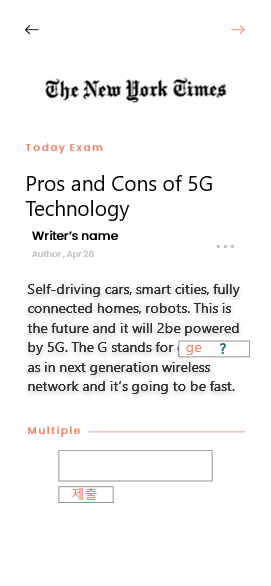 The New York Times
Today Exam
Pros and Cons of 5G
Technology
Writer's name
Author, Apr 28
Self-driving cars, smart cities, fully
connected homes, robots. This is
the future and it will 2be powered
by 5G. The G stands for ge ?
as in next generation wireless
network and it's going to be fast.
Multiple
제출